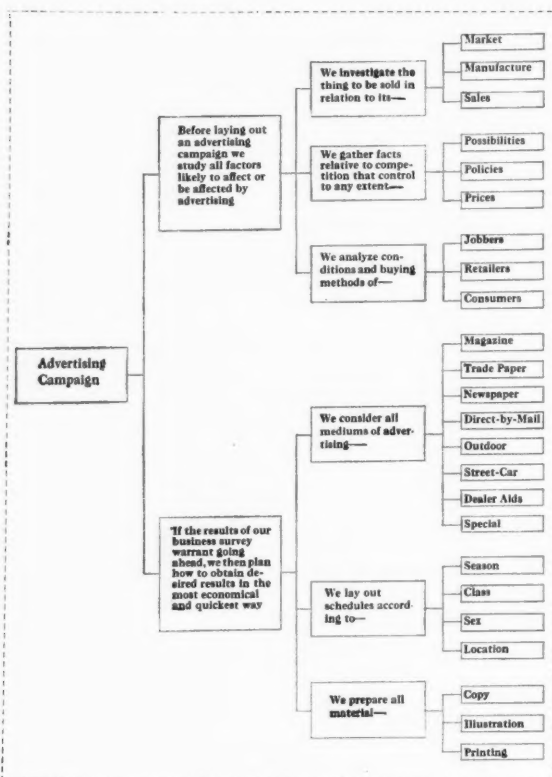 Advertising
Campaign
Before laying out
an advertising
campaign we
study all factors
likely to affect or
be affected by
advertising
We investigate the
thing to be sold in
relation to its—
Market
Manufacture
Sales
We gather facts
relative to compe-
tition that control
to any extent—
Possibilities
Policies
Prices
We analyze con-
ditions and buying
methods of—
Jobbers
Retailers
Consumers
If the results of our
business survey
warrant going
ahead, we then plan
how to obtain de-
sired results in the
most economical
and quickest way
We consider all
mediums of adver-
tising—
Magazine
Trade Paper
Newspaper
Direct-by-Mail
Outdoor
Street-Car
Dealer Aids
Special
We lay out
schedules accord-
ing to—
Season
Class
Sex
Location
We prepare all
material—
Copy
Illustration
Printing